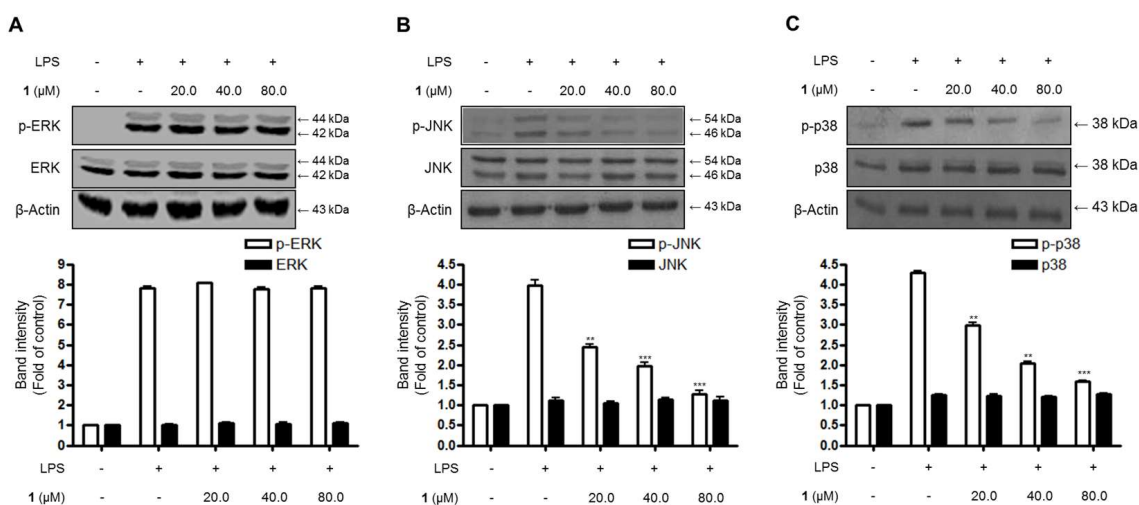 A
LPS - + + + +
1 (μM) - - 20.0 40.0 80.0
p-ERK ← 44 kDa
← 42 kDa
ERK ← 44 kDa
← 42 kDa
β-Actin ← 43 kDa
p-ERK
ERK
Band intensity
(Fold of control)
9
8
7
6
5
4
3
2
1
0
LPS - + + + +
1 (μM) - - 20.0 40.0 80.0
B
LPS - + + + +
1 (μM) - - 20.0 40.0 80.0
p-JNK ← 54 kDa
← 46 kDa
JNK ← 54 kDa
← 46 kDa
β-Actin ← 43 kDa
p-JNK
JNK
Band intensity
(Fold of control)
4.5
4.0
3.5
3.0
2.5
2.0
1.5
1.0
0.5
0.0
**
***
***
LPS - + + + +
1 (μM) - - 20.0 40.0 80.0
C
LPS - + + + +
1 (μM) - - 20.0 40.0 80.0
p-p38 ← 38 kDa
p38 ← 38 kDa
β-Actin ← 43 kDa
p-p38
p38
Band intensity
(Fold of control)
4.5
4.0
3.5
3.0
2.5
2.0
1.5
1.0
0.5
0.0
**
**
***
LPS - + + + +
1 (μM) - - 20.0 40.0 80.0